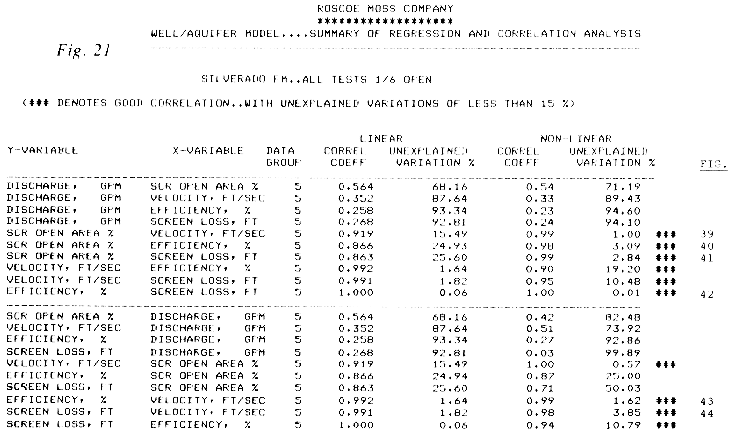 ROSCOE MOSS COMPANY
*******************
WELL/AQUIFER MODEL....SUMMARY OF REGRESSION AND CORRELATION ANALYSIS
Fig. 21
SILVERADO FM..ALL TESTS 1/6 OPEN
(*** DENOTES GOOD CORRELATION..WITH UNEXPLAINED VARIATIONS OF LESS THAN 15 %)
LINEAR NON-LINEAR
Y-VARIABLE X-VARIABLE DATA CORREL UNEXPLAINED CORREL UNEXPLAINED
GROUP COEFF VARIATION % COEFF VARIATION % FIG.
DISCHARGE, GPM SCR OPEN AREA % 5 0.564 68.16 0.54 71.19
DISCHARGE, GPM VELOCITY, FT/SEC 5 0.352 87.64 0.33 89.43
DISCHARGE, GPM EFFICIENCY, % 5 0.258 93.34 0.23 94.60
DISCHARGE, GPM SCREEN LOSS, FT 5 0.268 92.81 0.24 94.10
SCR OPEN AREA % VELOCITY, FT/SEC 5 0.919 15.49 0.99 1.00 *** 39
SCR OPEN AREA % EFFICIENCY, % 5 0.866 24.93 0.98 3.09 *** 40
SCR OPEN AREA % SCREEN LOSS, FT 5 0.863 25.60 0.99 2.84 *** 41
VELOCITY, FT/SEC EFFICIENCY, % 5 0.992 1.64 0.90 19.20 ***
VELOCITY, FT/SEC SCREEN LOSS, FT 5 0.991 1.82 0.95 10.48 ***
EFFICIENCY, % SCREEN LOSS, FT 5 1.000 0.06 1.00 0.01 *** 42
SCR OPEN AREA % DISCHARGE, GPM 5 0.564 68.16 0.42 82.48
VELOCITY, FT/SEC DISCHARGE, GPM 5 0.352 87.64 0.51 73.92
EFFICIENCY, % DISCHARGE, GPM 5 0.258 93.34 0.27 92.86
SCREEN LOSS, FT DISCHARGE, GPM 5 0.268 92.81 0.03 99.89
VELOCITY, FT/SEC SCR OPEN AREA % 5 0.919 15.49 1.00 0.57 ***
EFFICIENCY, % SCR OPEN AREA % 5 0.866 24.94 0.87 25.00
SCREEN LOSS, FT SCR OPEN AREA % 5 0.863 25.60 0.71 50.03
EFFICIENCY, % VELOCITY, FT/SEC 5 0.992 1.64 0.99 1.62 *** 43
SCREEN LOSS, FT VELOCITY, FT/SEC 5 0.991 1.82 0.98 3.85 *** 44
SCREEN LOSS, FT EFFICIENCY, % 5 1.000 0.06 0.94 10.79 ***